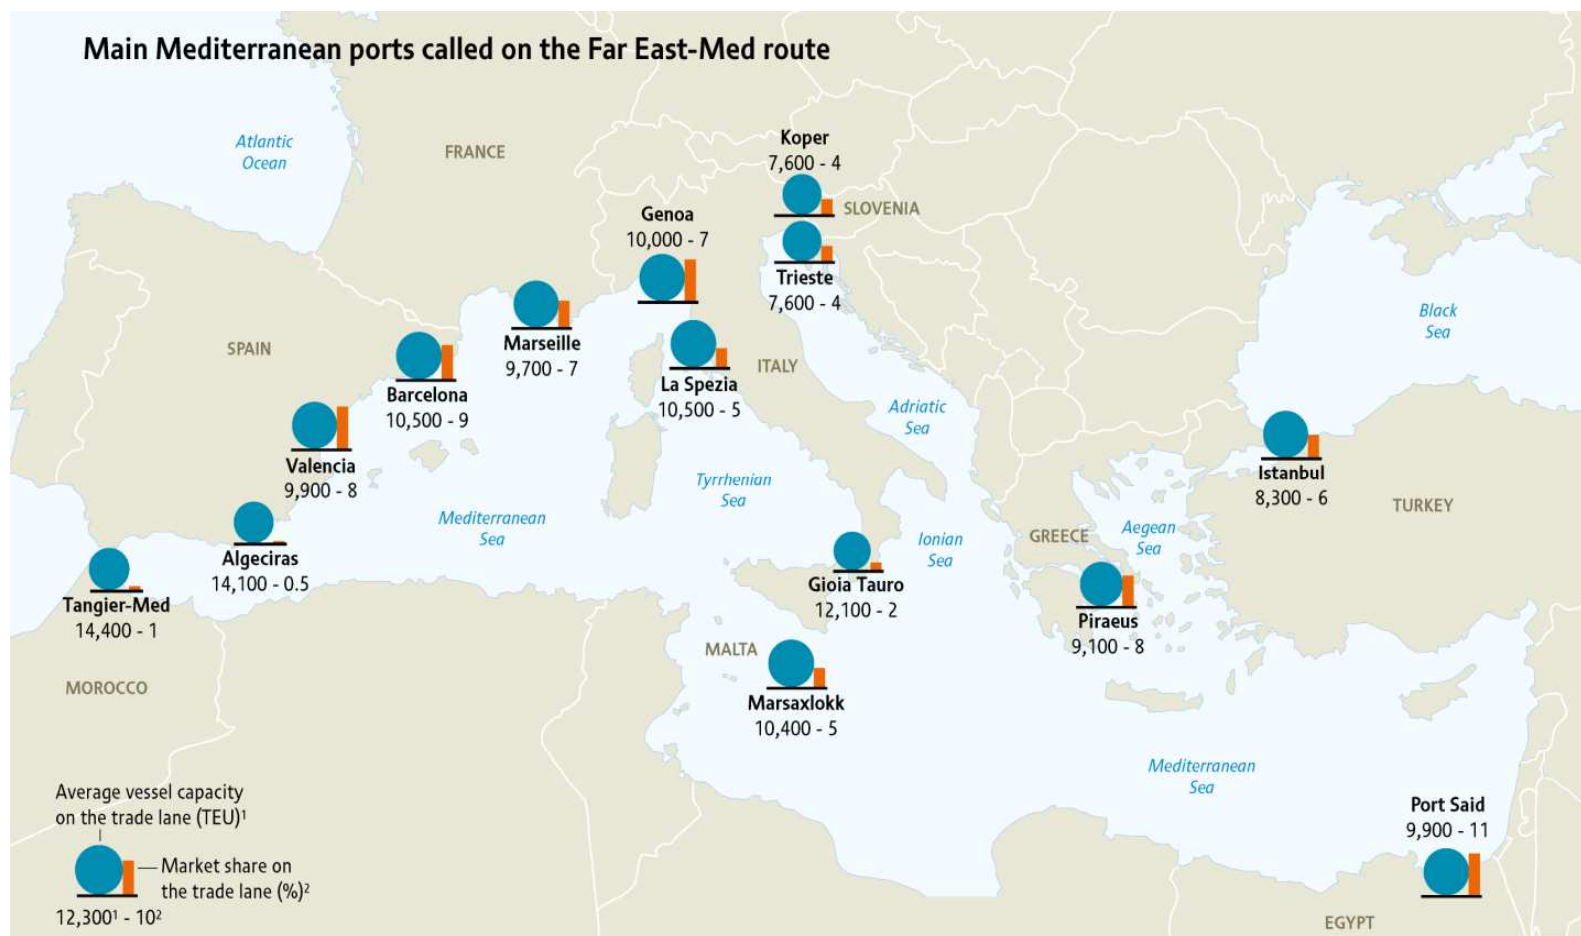 Main Mediterranean ports called on the Far East-Med route
Atlantic
Ocean
FRANCE
Koper
7,600 - 4
SLOVENIA
Genoa
10,000 - 7
Trieste
7,600 - 4
Black
Sea
SPAIN
Marseille
9,700 - 7
ITALY
La Spezia
10,500 - 5
Barcelona
10,500 - 9
Adriatic
Sea
Valencia
9,900 - 8
Tyrrhenian
Sea
Istanbul
8,300 - 6
TURKEY
Mediterranean
Sea
Ionian
Sea
GREECE
Aegean
Sea
Algeciras
14,100 - 0.5
Gioia Tauro
12,100 - 2
Tangier-Med
14,400 - 1
Piraeus
9,100 - 8
MALTA
MOROCCO
Marsaxlokk
10,400 - 5
Mediterranean
Sea
Average vessel capacity
on the trade lane (TEU)¹
Market share on
the trade lane (%)²
12,300¹ - 10²
Port Said
9,900 - 11
EGYPT